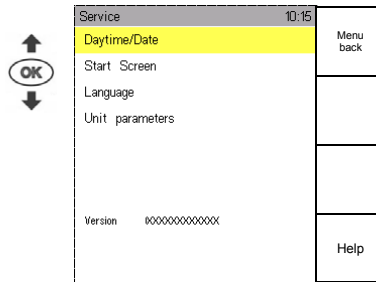 Service 10:15
Menu
back
Daytime/Date
OK
Start Screen
Language
Unit parameters
Version XXXXXXXXXXXX
Help